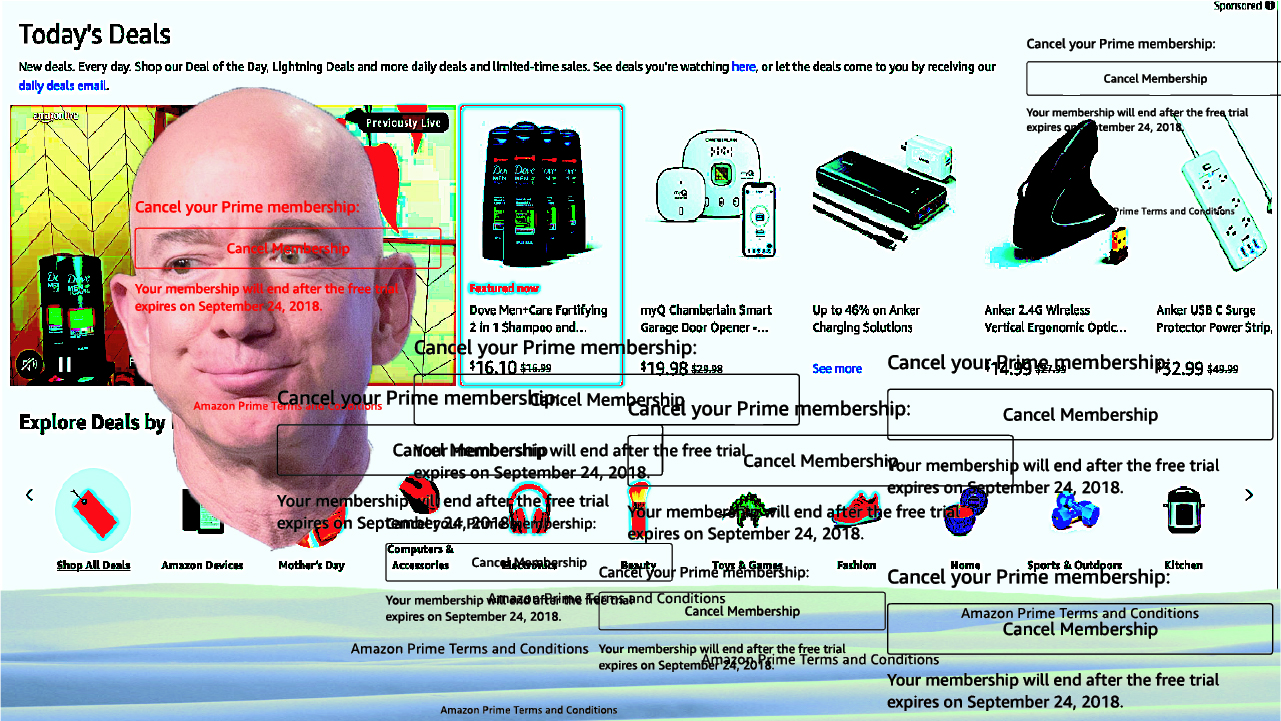 Sponsored
Today's Deals
New deals. Every day. Shop our Deal of the Day, Lightning Deals and more daily deals and limited-time sales. See deals you're watching here, or let the deals come to you by receiving our
daily deals email.
Cancel your Prime membership:
Cancel Membership
Your membership will end after the free trial
expires on September 24, 2018.
Prime Terms and Conditions
amazonlive
Previously Live
Cancel your Prime membership:
Cancel Membership
Your membership will end after the free trial
expires on September 24, 2018.
Amazon Prime Terms and Conditions
Dove
MEN
Featured now
Dove Men+Care Fortifying
2 in 1 Shampoo and...
$16.10 $16.99
myQ Chamberlain Smart
Garage Door Opener -...
$19.98 $29.98
Up to 46% on Anker
Charging Solutions
See more
Anker 2.4G Wireless
Vertical Ergonomic Optic...
$14.99 $27.99
Anker USB C Surge
Protector Power Strip,
$32.99 $49.99
Cancel your Prime membership:
Cancel Membership
Your membership will end after the free trial
expires on September 24, 2018.
Cancel your Prime membership:
Cancel Membership
Your membership will end after the free trial
expires on September 24, 2018.
Cancel your Prime membership:
Cancel Membership
Your membership will end after the free trial
expires on September 24, 2018.
Cancel your Prime membership:
Cancel Membership
Your membership will end after the free trial
expires on September 24, 2018.
Explore Deals by
Shop All Deals
Amazon Devices
Mother's Day
Computers &
Accessories
Electronics
Beauty
Toys & Games
Fashion
Home
Sports & Outdoors
Kitchen
Cancel your Prime membership:
Cancel Membership
Your membership will end after the free trial
expires on September 24, 2018.
Amazon Prime Terms and Conditions
Amazon Prime Terms and Conditions
Cancel your Prime membership:
Cancel Membership
Your membership will end after the free trial
expires on September 24, 2018.
Amazon Prime Terms and Conditions
Cancel your Prime membership:
Amazon Prime Terms and Conditions
Cancel Membership
Your membership will end after the free trial
expires on September 24, 2018.
Amazon Prime Terms and Conditions